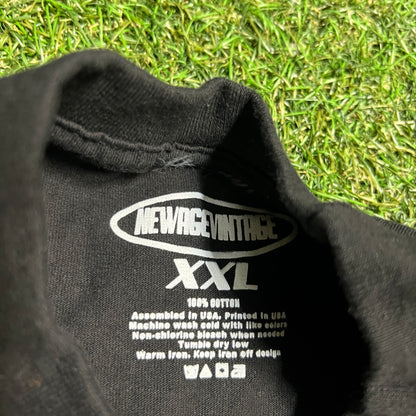 NEWAGEVINTAGE
XXL
100% COTTON
Assembled in USA. Printed in USA
Machine wash cold with like colors
Non-chlorine bleach when needed
Tumble dry low
Warm iron. Keep iron off design